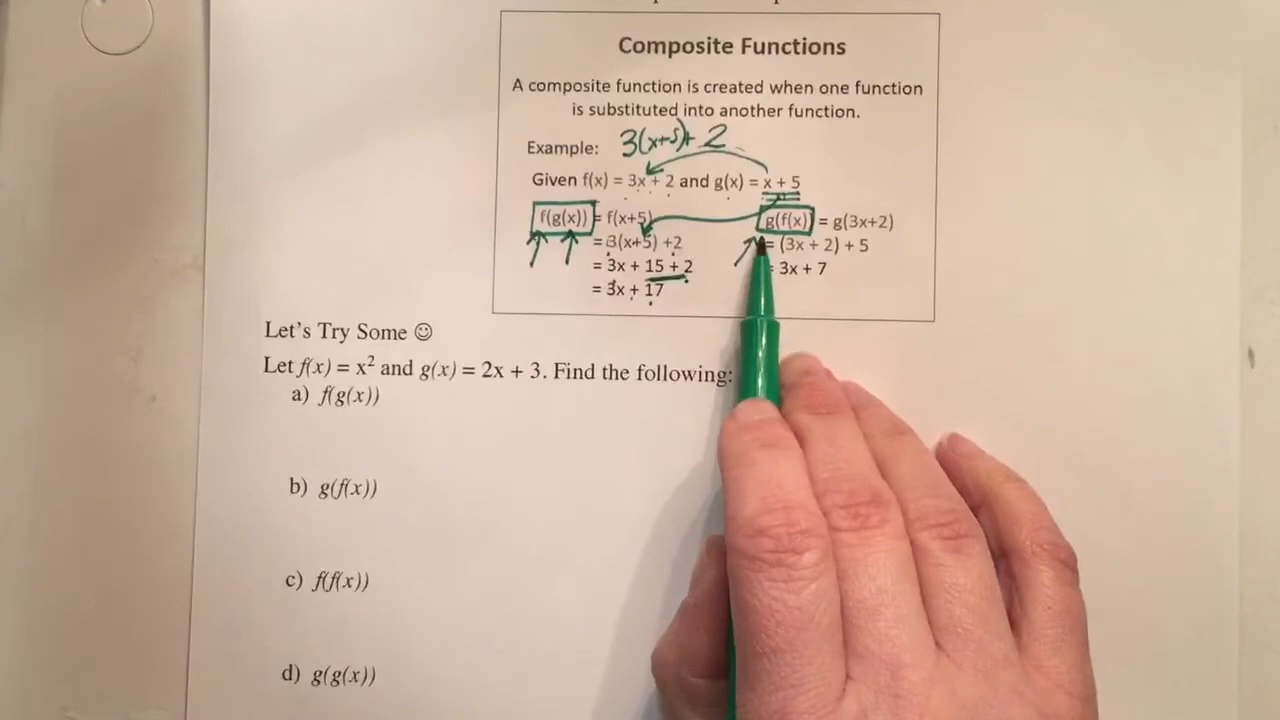 Composite Functions
A composite function is created when one function
is substituted into another function.
Example: 3(x+5)+2
Given f(x) = 3x + 2 and g(x) = x + 5
f(g(x)) = f(x+5) g(f(x)) = g(3x+2)
= 3(x+5) +2 = (3x + 2) + 5
= 3x + 15 + 2 3x + 7
= 3x + 17
Let's Try Some ☺
Let f(x) = x² and g(x) = 2x + 3. Find the following:
a) f(g(x))
b) g(f(x))
c) f(f(x))
d) g(g(x))